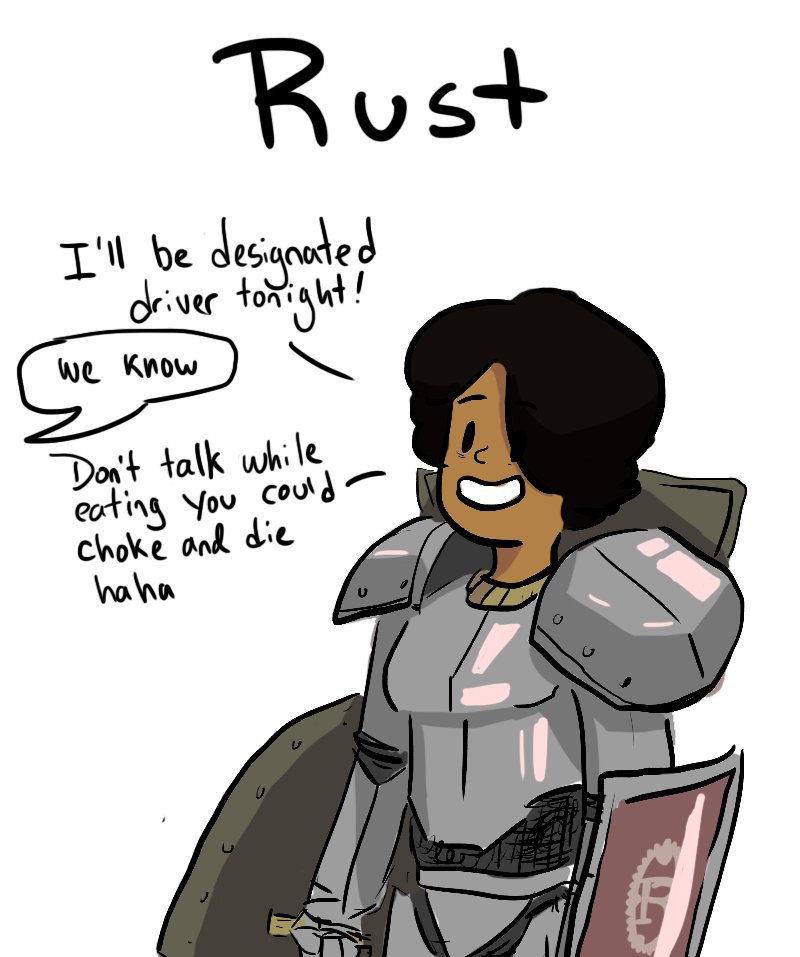 Rust
I'll be designated
driver tonight!
we know
Don't talk while
eating you could
choke and die
haha
R